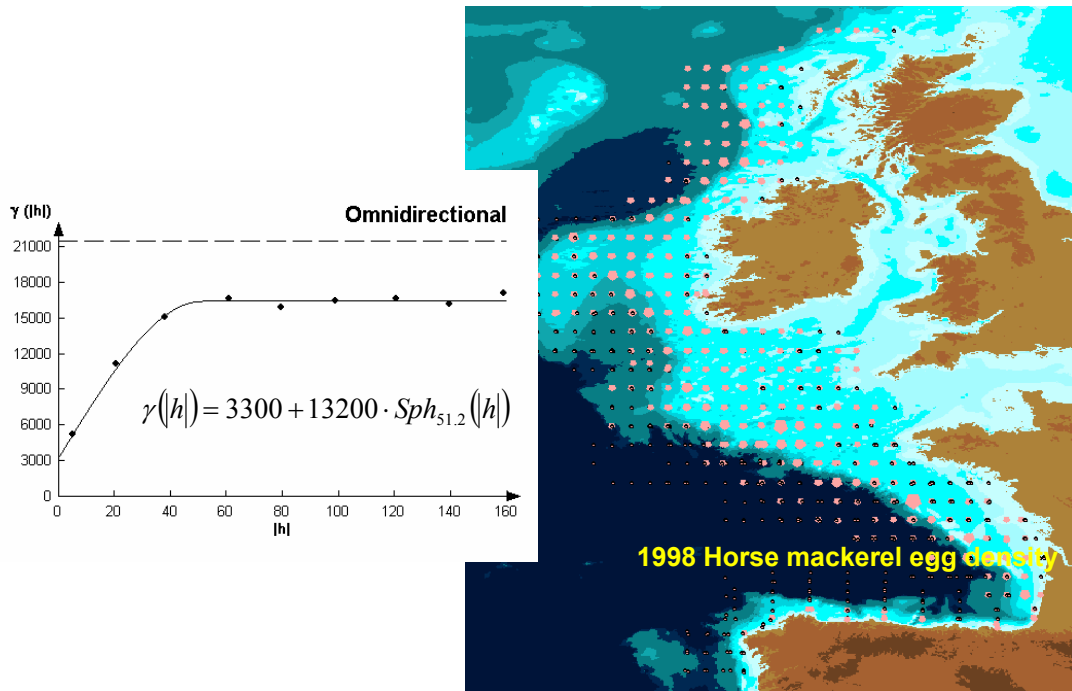 γ (|h|)
Omnidirectional
21000
18000
15000
12000
9000
6000
3000
0
γ(|h|) = 3300 + 13200 · Sph₅₁.₂(|h|)
0 20 40 60 80 100 120 140 160
|h|
1998 Horse mackerel egg density